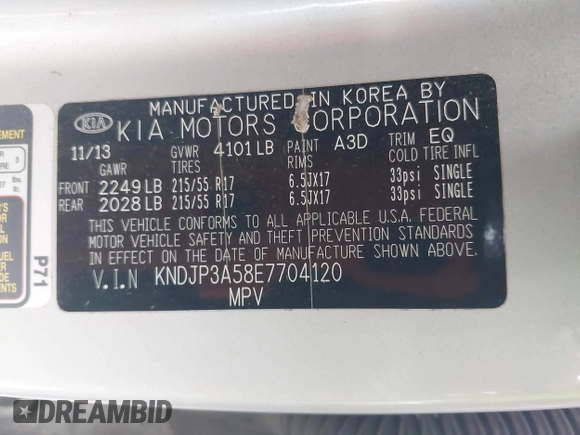 MANUFACTURED IN KOREA BY
KIA KIA MOTORS CORPORATION
11/13 GVWR 4101 LB PAINT A3D TRIM EQ
GAWR TIRES RIMS COLD TIRE INFL
FRONT 2249 LB 215/55 R17 6.5JX17 33psi SINGLE
REAR 2028 LB 215/55 R17 6.5JX17 33psi SINGLE
THIS VEHICLE CONFORMS TO ALL APPLICABLE U.S.A. FEDERAL
MOTOR VEHICLE SAFETY AND THEFT PREVENTION STANDARDS
IN EFFECT ON THE DATE OF MANUFACTURE SHOWN ABOVE.
V.I.N KNDJP3A58E7704120
MPV
P71
DREAMBID